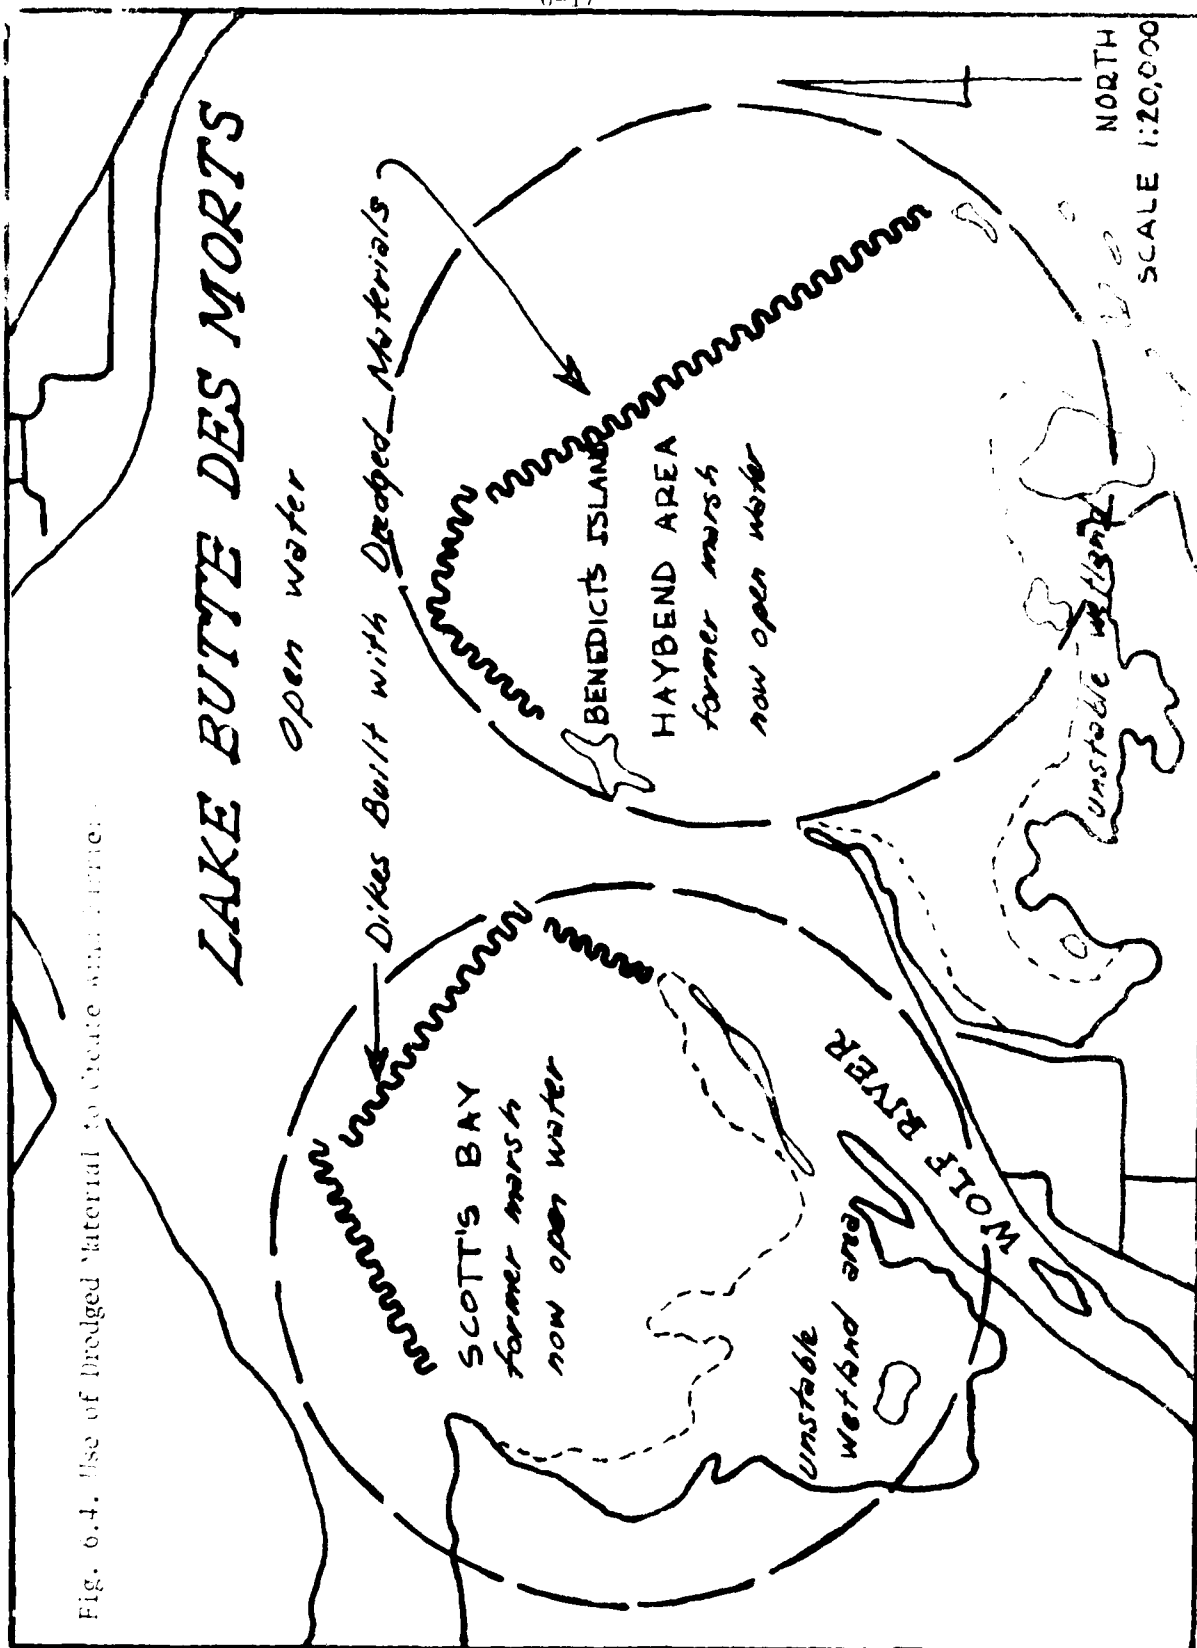 Fig. 6.4. Use of Dredged Material to Create
LAKE BUTTE DES MORTS
open water
Dikes Built with Dredged Materials
SCOTT'S BAY
former marsh
now open water
BENEDICTS ISLAND
HAYBEND AREA
former marsh
now open water
unstable
wetland area
WOLF RIVER
unstable wetland
NORTH
SCALE 1:20,000